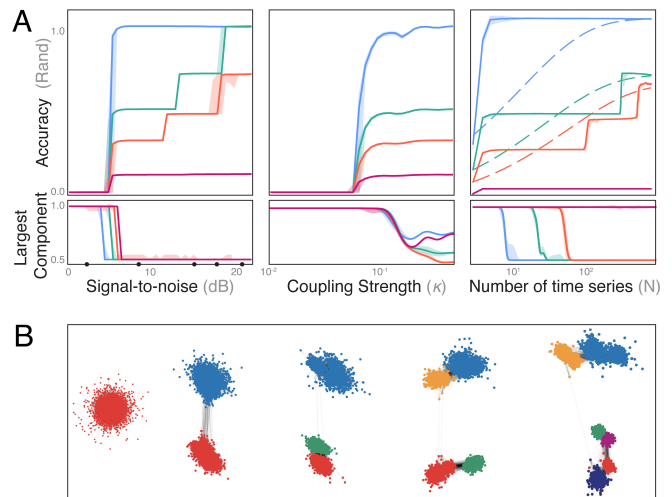 A
Accuracy (Rand)
1.0
0.0
Largest
Component
1.0
0.5
0 10 20
Signal-to-noise (dB)
10⁻² 10⁻¹
Coupling Strength (κ)
10¹ 10²
Number of time series (N)
B